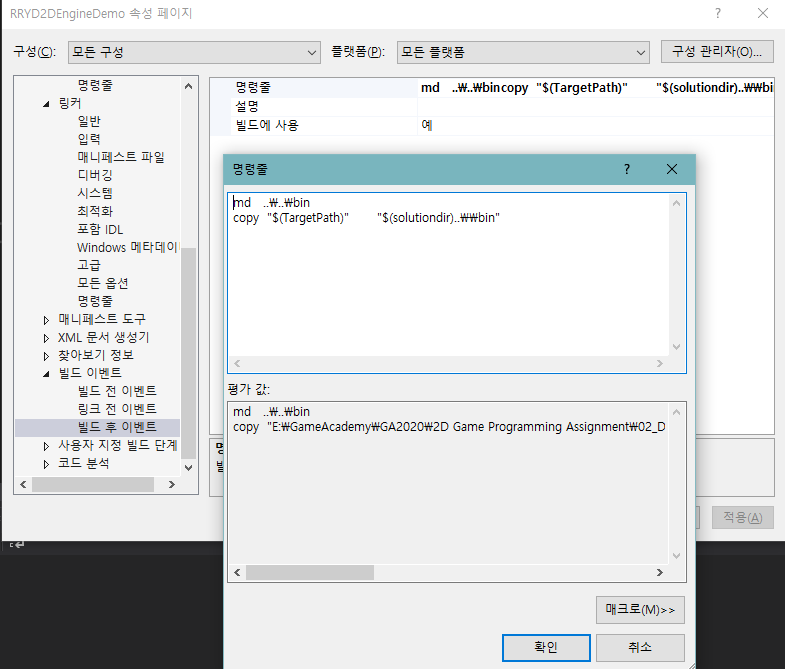 RRYD2DEngineDemo 속성 페이지
구성(C): 모든 구성 플랫폼(P): 모든 플랫폼 구성 관리자(O)...
명령줄
링커
일반
입력
매니페스트 파일
디버깅
시스템
최적화
포함 IDL
Windows 메타데이
고급
모든 옵션
명령줄
매니페스트 도구
XML 문서 생성기
찾아보기 정보
빌드 이벤트
빌드 전 이벤트
링크 전 이벤트
빌드 후 이벤트
사용자 지정 빌드 단계
코드 분석
명령줄 md ..₩..₩bincopy "$(TargetPath)" "$(solutiondir)..₩₩bi
설명
빌드에 사용 예
명령줄
md ..₩..₩bin
copy "$(TargetPath)" "$(solutiondir)..₩₩bin"
평가 값:
md ..₩..₩bin
copy "E:₩GameAcademy₩GA2020₩2D Game Programming Assignment₩02_D
매크로(M)>>
확인 취소
적용(A)